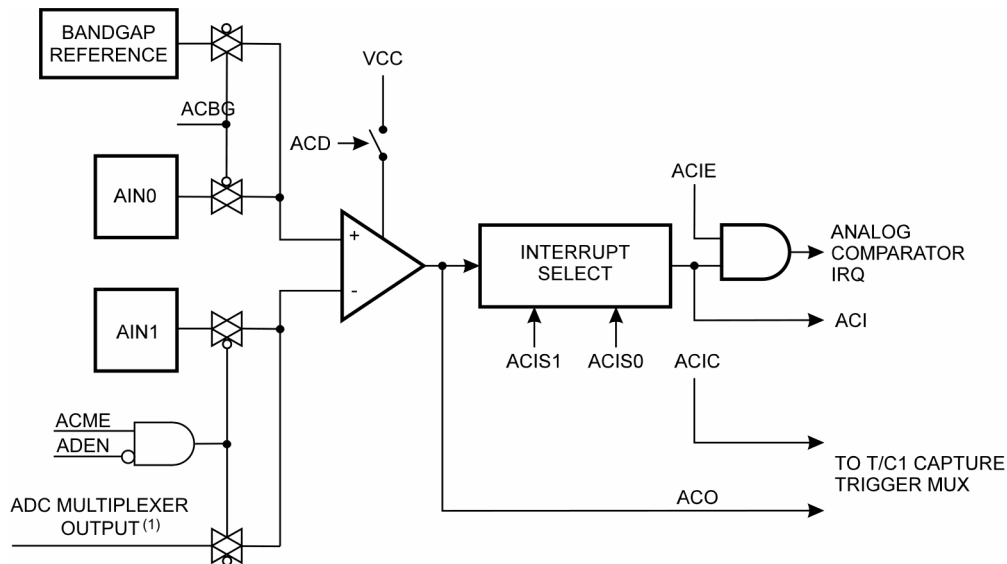 BANDGAP
REFERENCE
VCC
ACBG
ACD
AIN0
ACIE
+
-
INTERRUPT
SELECT
ANALOG
COMPARATOR
IRQ
AIN1
ACI
ACIS1
ACIS0
ACIC
ACME
ADEN
TO T/C1 CAPTURE
TRIGGER MUX
ACO
ADC MULTIPLEXER
OUTPUT (1)